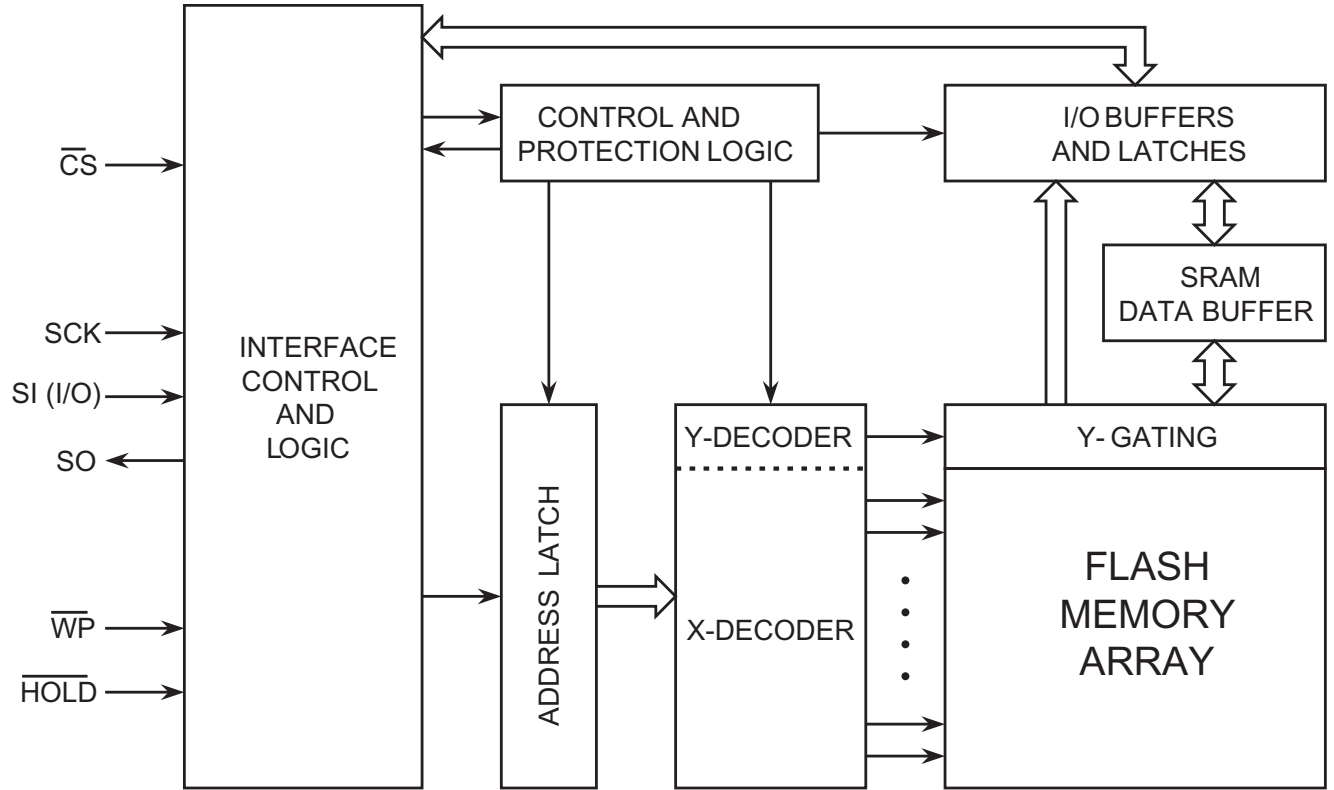 CS
SCK
SI (I/O)
SO
WP
HOLD
INTERFACE
CONTROL
AND
LOGIC
CONTROL AND
PROTECTION LOGIC
I/O BUFFERS
AND LATCHES
SRAM
DATA BUFFER
ADDRESS LATCH
Y-DECODER
X-DECODER
Y- GATING
FLASH
MEMORY
ARRAY